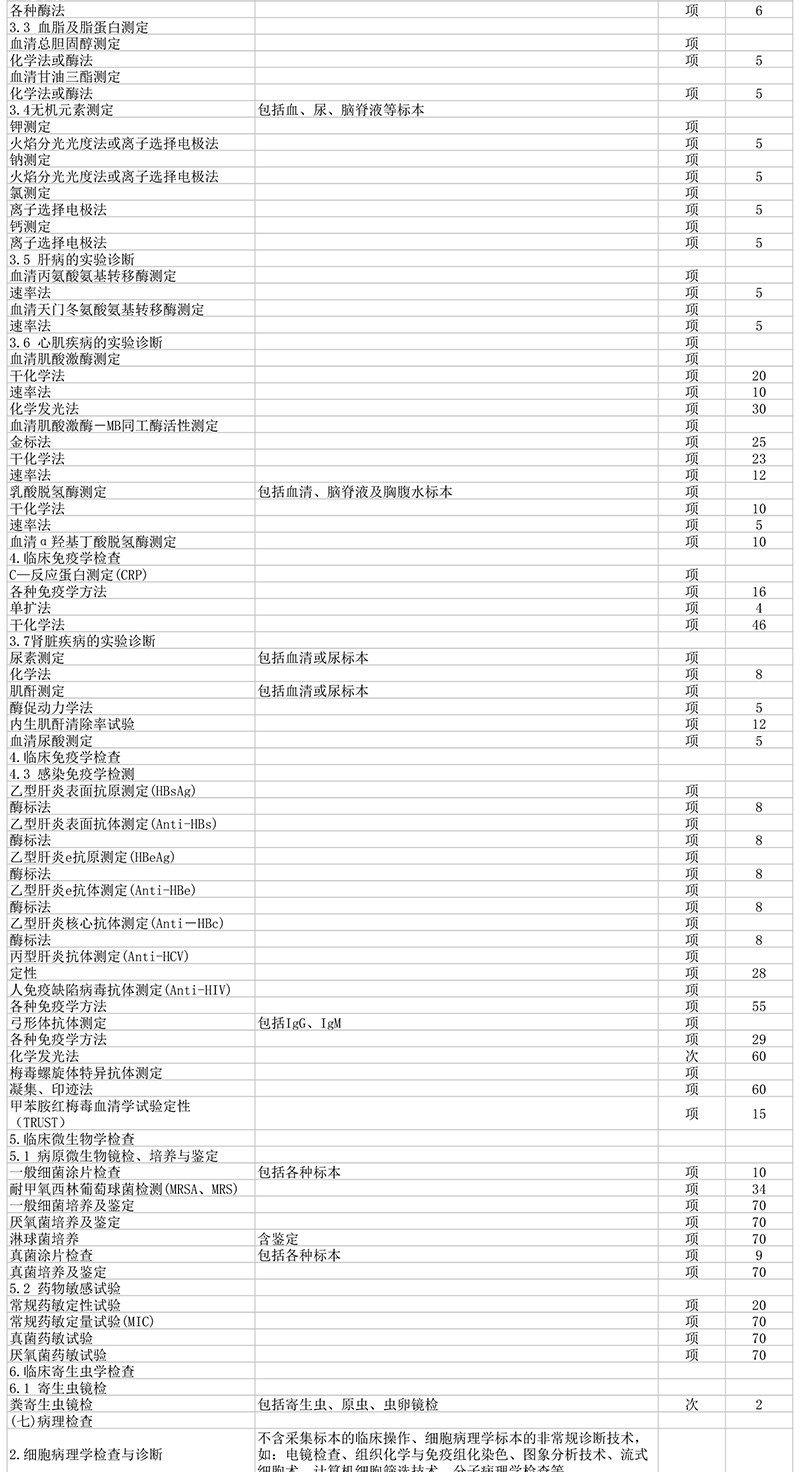 各种酶法 项 6
3.3 血脂及脂蛋白测定
血清总胆固醇测定 项
化学法或酶法 项 5
血清甘油三酯测定
化学法或酶法 项 5
3.4无机元素测定 包括血、尿、脑脊液等标本
钾测定 项
火焰分光光度法或离子选择电极法 项 5
钠测定 项
火焰分光光度法或离子选择电极法 项 5
氯测定 项
离子选择电极法 项 5
钙测定 项
离子选择电极法 项 5
3.5 肝病的实验诊断
血清丙氨酸氨基转移酶测定 项
速率法 项 5
血清天门冬氨酸氨基转移酶测定 项
速率法 项 5
3.6 心肌疾病的实验诊断 项
血清肌酸激酶测定 项
干化学法 项 20
速率法 项 10
化学发光法 项 30
血清肌酸激酶－MB同工酶活性测定 项
金标法 项 25
干化学法 项 23
速率法 项 12
乳酸脱氢酶测定 包括血清、脑脊液及胸腹水标本 项
干化学法 项 10
速率法 项 5
血清α羟基丁酸脱氢酶测定 项 10
4.临床免疫学检查
C—反应蛋白测定(CRP) 项
各种免疫学方法 项 16
单扩法 项 4
干化学法 项 46
3.7肾脏疾病的实验诊断
尿素测定 包括血清或尿标本 项
化学法 项 8
肌酐测定 包括血清或尿标本 项
酶促动力学法 项 5
内生肌酐清除率试验 项 12
血清尿酸测定 项 5
4.临床免疫学检查
4.3 感染免疫学检测
乙型肝炎表面抗原测定(HBsAg) 项
酶标法 项 8
乙型肝炎表面抗体测定(Anti-HBs) 项
酶标法 项 8
乙型肝炎e抗原测定(HBeAg) 项
酶标法 项 8
乙型肝炎e抗体测定(Anti-HBe) 项
酶标法 项 8
乙型肝炎核心抗体测定(Anti－HBc) 项
酶标法 项 8
丙型肝炎抗体测定(Anti-HCV) 项
定性 项 28
人免疫缺陷病毒抗体测定(Anti-HIV) 项
各种免疫学方法 项 55
弓形体抗体测定 包括IgG、IgM 项
各种免疫学方法 项 29
化学发光法 次 60
梅毒螺旋体特异抗体测定 项
凝集、印迹法 项 60
甲苯胺红梅毒血清学试验定性
（TRUST） 项 15
5.临床微生物学检查
5.1 病原微生物镜检、培养与鉴定
一般细菌涂片检查 包括各种标本 项 10
耐甲氧西林葡萄球菌检测(MRSA、MRS) 项 34
一般细菌培养及鉴定 项 70
厌氧菌培养及鉴定 项 70
淋球菌培养 含鉴定 项 70
真菌涂片检查 包括各种标本 项 9
真菌培养及鉴定 项 70
5.2 药物敏感试验
常规药敏定性试验 项 20
常规药敏定量试验(MIC) 项 70
真菌药敏试验 项 70
厌氧菌药敏试验 项 70
6.临床寄生虫学检查
6.1 寄生虫镜检
粪寄生虫镜检 包括寄生虫、原虫、虫卵镜检 次 2
(七)病理检查
2.细胞病理学检查与诊断 不含采集标本的临床操作、细胞病理学标本的非常规诊断技术，
如：电镜检查、组织化学与免疫组化染色、图象分析技术、流式
细胞术、计算机细胞筛选技术、分子病理学检查等